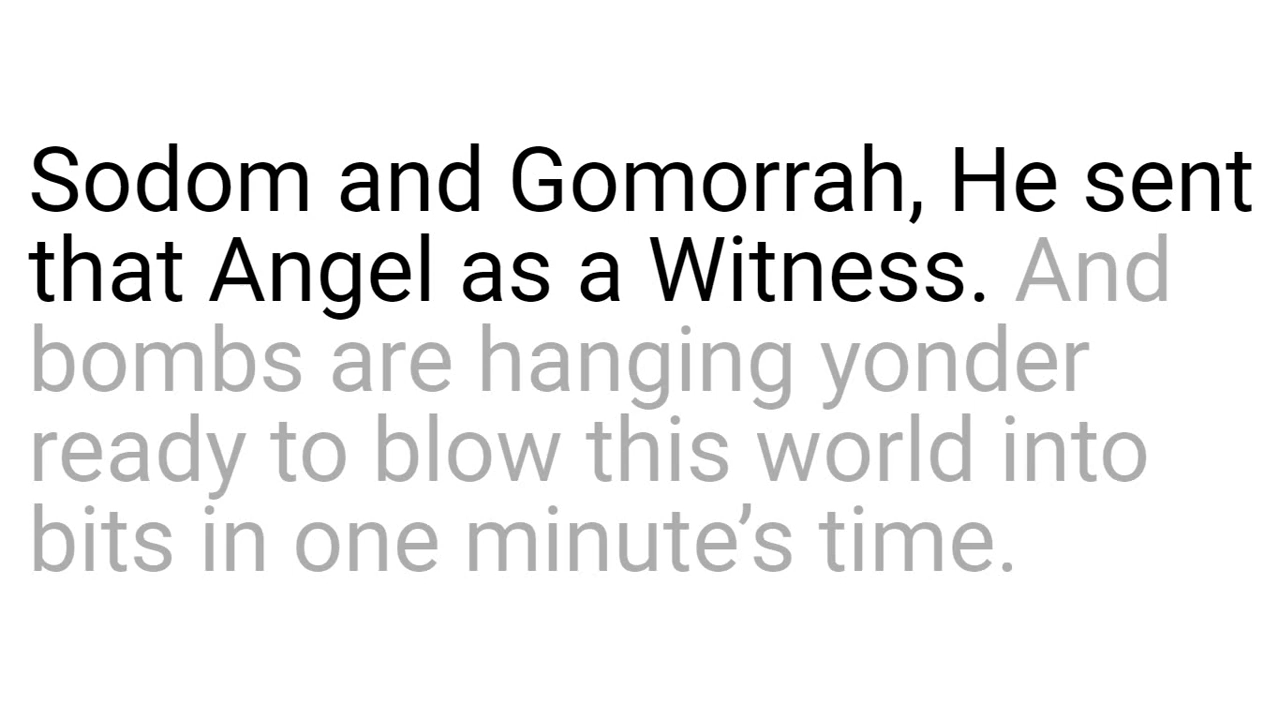 Sodom and Gomorrah, He sent
that Angel as a Witness. And
bombs are hanging yonder
ready to blow this world into
bits in one minute’s time.